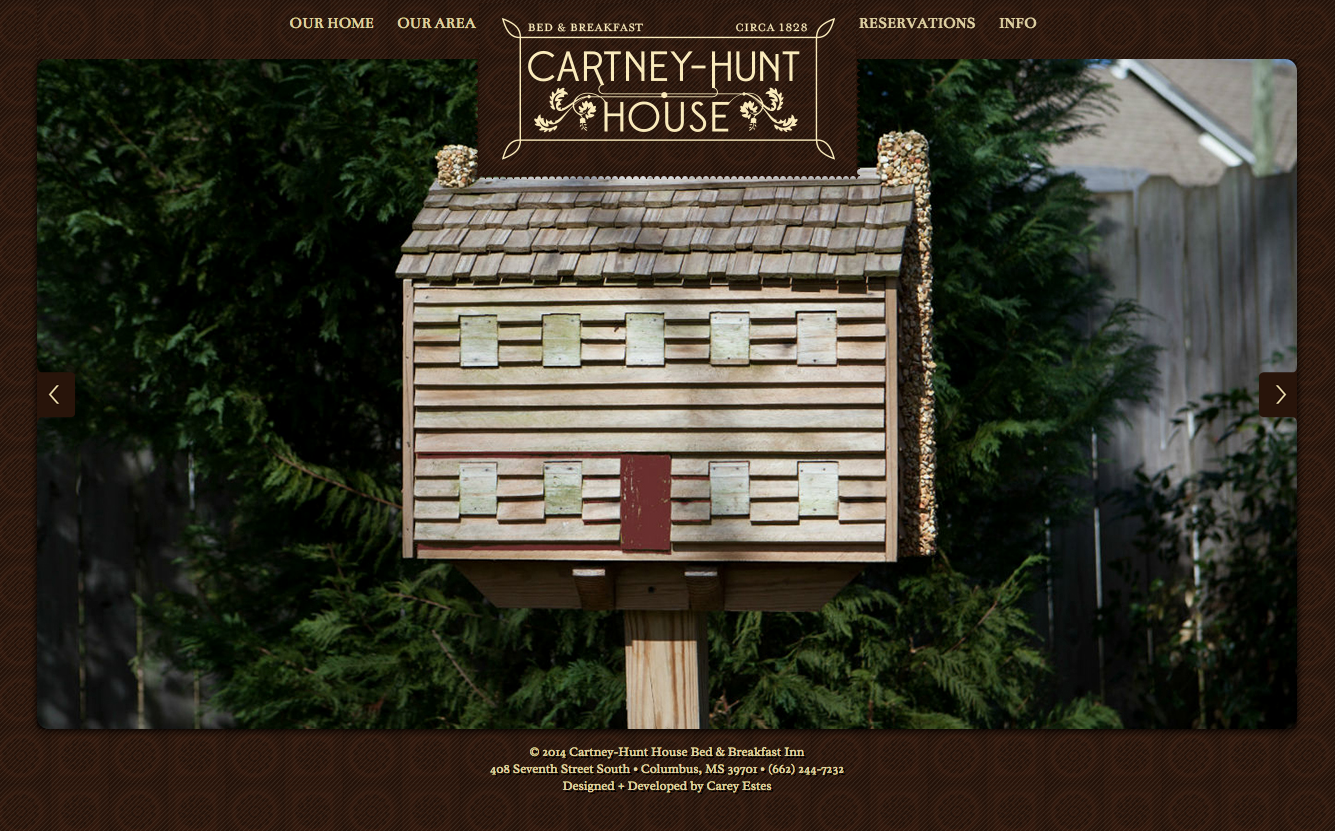 OUR HOME
OUR AREA
BED & BREAKFAST
CIRCA 1828
CARTNEY-HUNT
HOUSE
RESERVATIONS
INFO
© 2014 Cartney-Hunt House Bed & Breakfast Inn
408 Seventh Street South • Columbus, MS 39701 • (662) 244-7232
Designed + Developed by Carey Estes